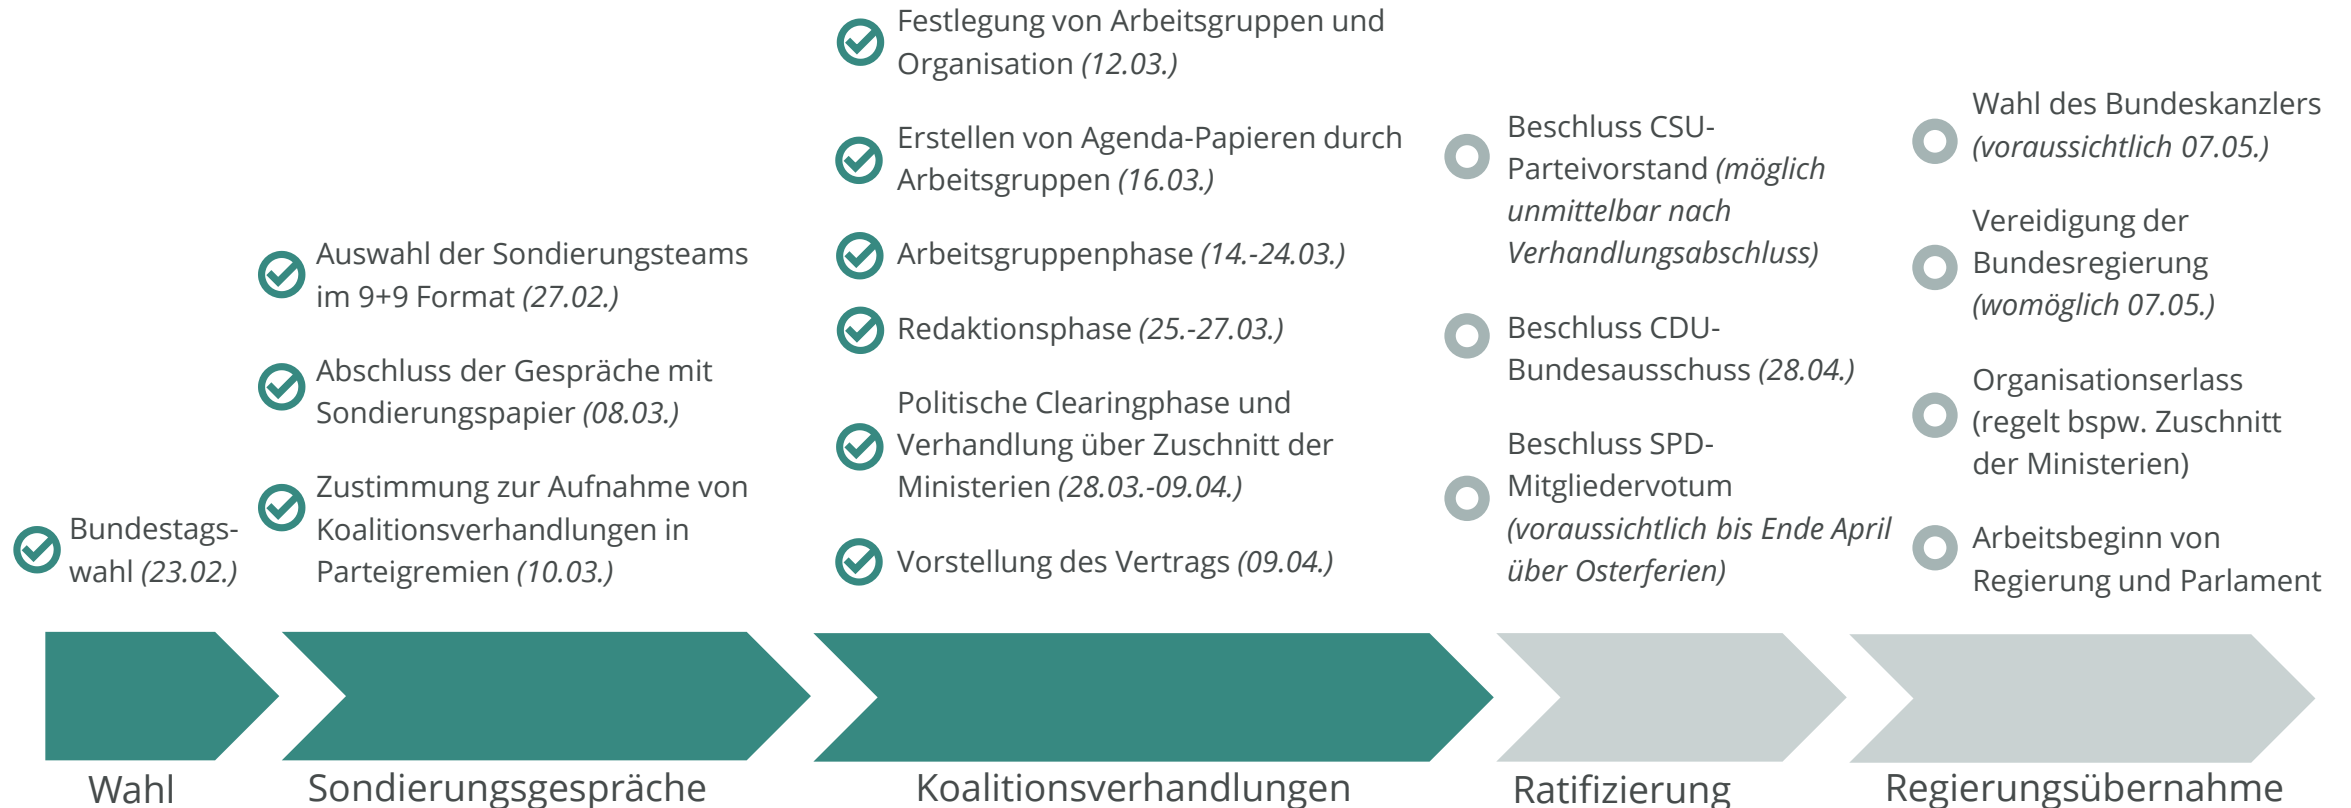 Bundestags-
wahl (23.02.)
Auswahl der Sondierungsteams
im 9+9 Format (27.02.)
Abschluss der Gespräche mit
Sondierungspapier (08.03.)
Zustimmung zur Aufnahme von
Koalitionsverhandlungen in
Parteigremien (10.03.)
Festlegung von Arbeitsgruppen und
Organisation (12.03.)
Erstellen von Agenda-Papieren durch
Arbeitsgruppen (16.03.)
Arbeitsgruppenphase (14.-24.03.)
Redaktionsphase (25.-27.03.)
Politische Clearingphase und
Verhandlung über Zuschnitt der
Ministerien (28.03.-09.04.)
Vorstellung des Vertrags (09.04.)
Beschluss CSU-
Parteivorstand (möglich
unmittelbar nach
Verhandlungsabschluss)
Beschluss CDU-
Bundesausschuss (28.04.)
Beschluss SPD-
Mitgliedervotum
(voraussichtlich bis Ende April
über Osterferien)
Wahl des Bundeskanzlers
(voraussichtlich 07.05.)
Vereidigung der
Bundesregierung
(womöglich 07.05.)
Organisationserlass
(regelt bspw. Zuschnitt
der Ministerien)
Arbeitsbeginn von
Regierung und Parlament
Wahl
Sondierungsgespräche
Koalitionsverhandlungen
Ratifizierung
Regierungsübernahme